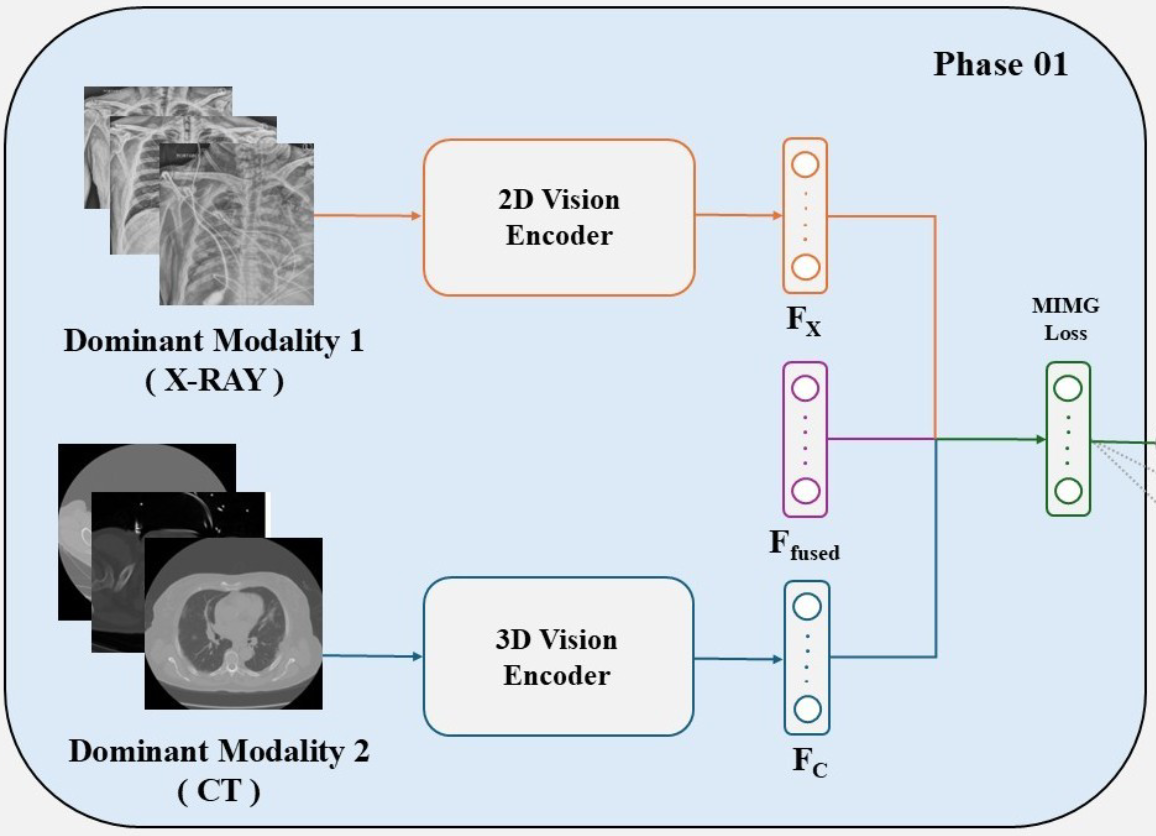 Phase 01
2D Vision
Encoder
F_X
Dominant Modality 1
( X-RAY )
MIMG
Loss
F_fused
3D Vision
Encoder
F_C
Dominant Modality 2
( CT )